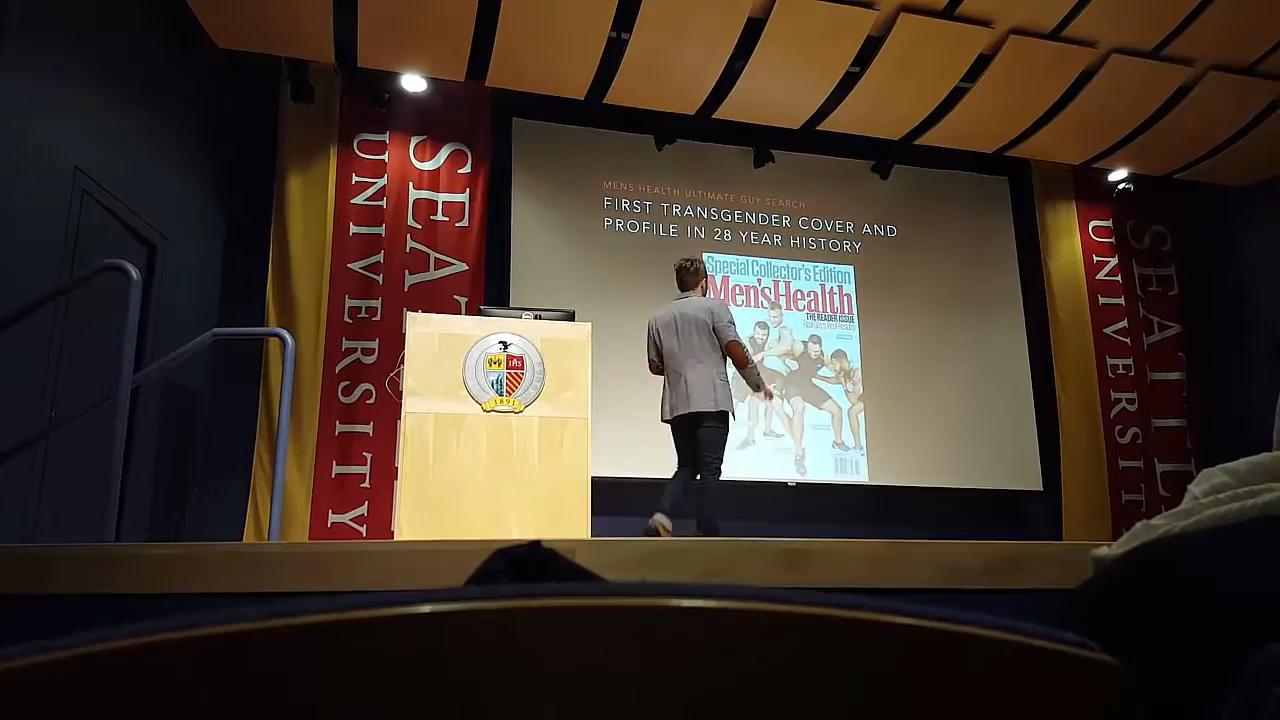 SEATTLE
UNIVERSITY
MENS HEALTH ULTIMATE GUY SEARCH
FIRST TRANSGENDER COVER AND
PROFILE IN 28 YEAR HISTORY
Special Collector's Edition
Men'sHealth
THE READER ISSUE
IHS
1891
UNIVERSITY
SEATTLE